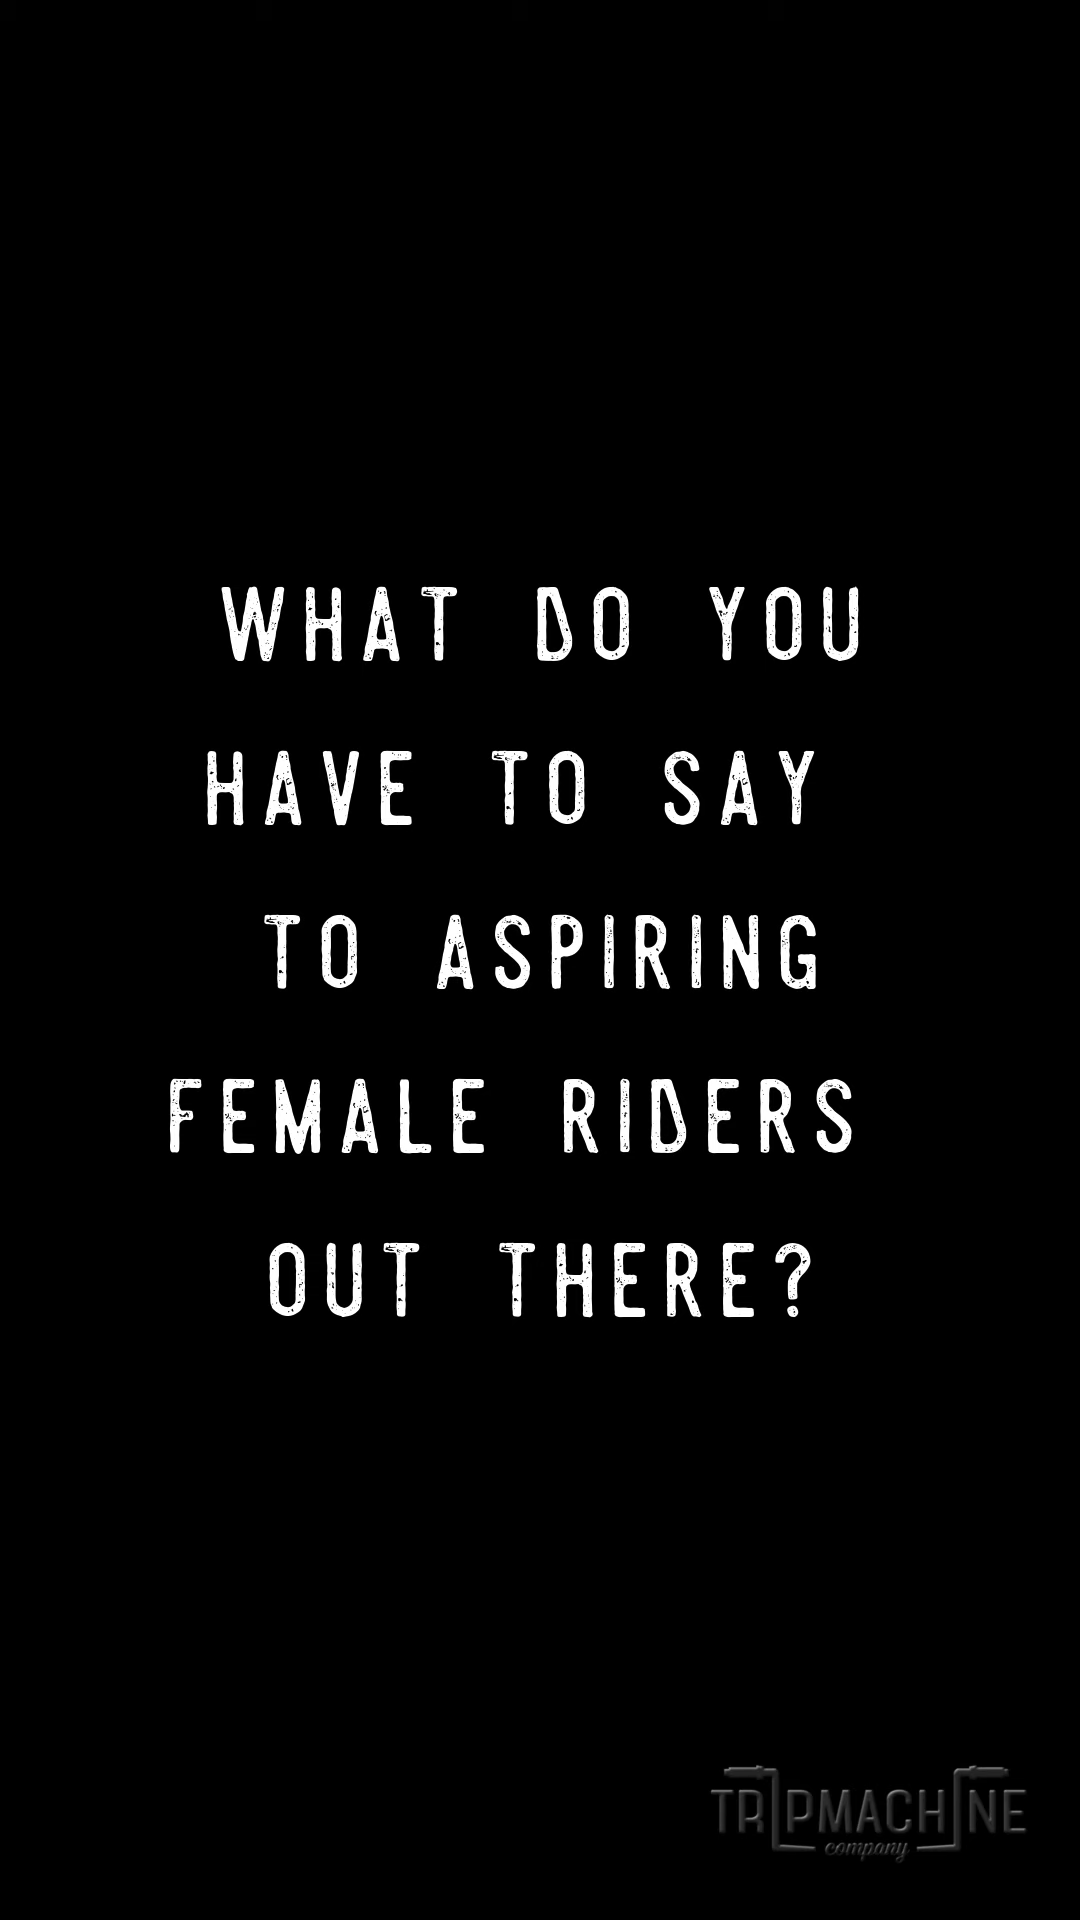 WHAT DO YOU
HAVE TO SAY
TO ASPIRING
FEMALE RIDERS
OUT THERE?
TRIPMACHINE
company